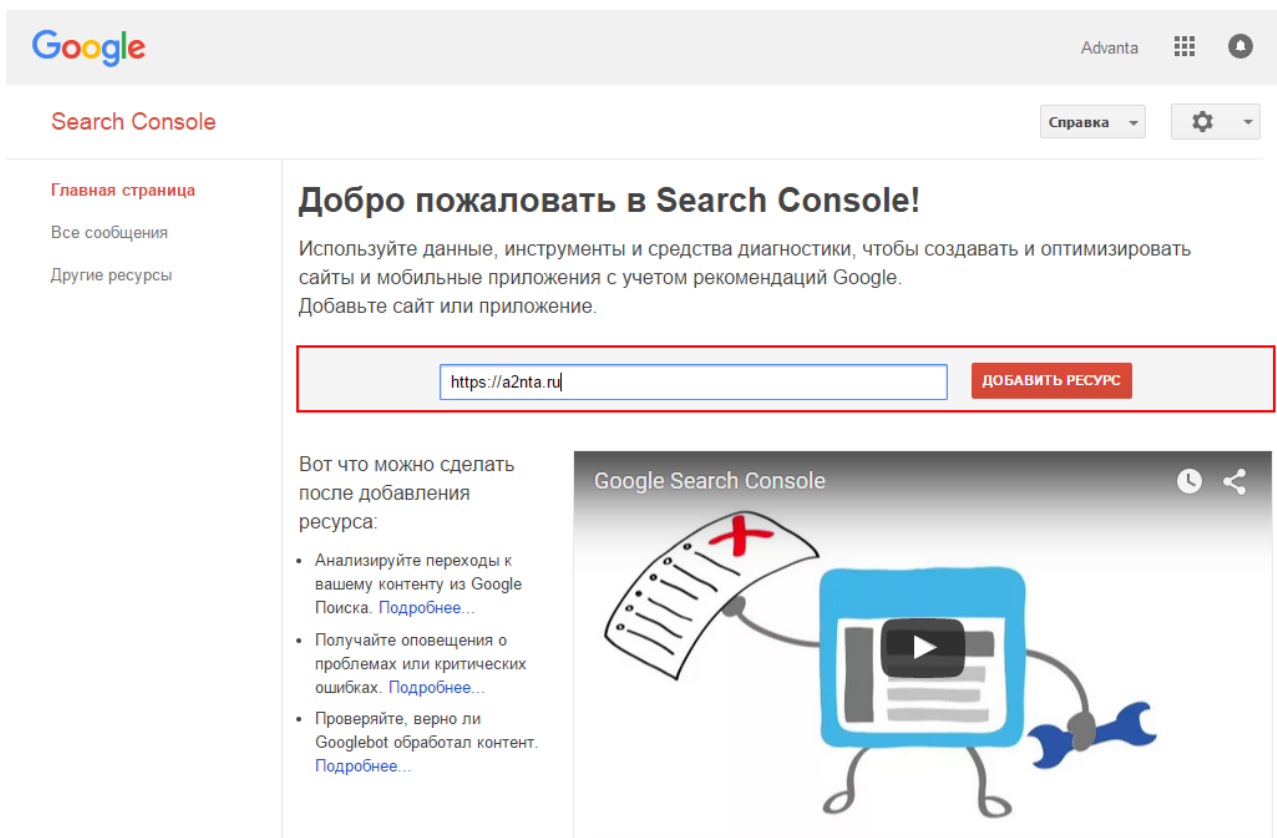 Google
Advanta
Search Console
Справка
Главная страница
Все сообщения
Другие ресурсы
Добро пожаловать в Search Console!
Используйте данные, инструменты и средства диагностики, чтобы создавать и оптимизировать
сайты и мобильные приложения с учетом рекомендаций Google.
Добавьте сайт или приложение.
https://a2nta.ru
ДОБАВИТЬ РЕСУРС
Вот что можно сделать
после добавления
ресурса:
• Анализируйте переходы к
вашему контенту из Google
Поиска. Подробнее...
• Получайте оповещения о
проблемах или критических
ошибках. Подробнее...
• Проверяйте, верно ли
Googlebot обработал контент.
Подробнее...
Google Search Console